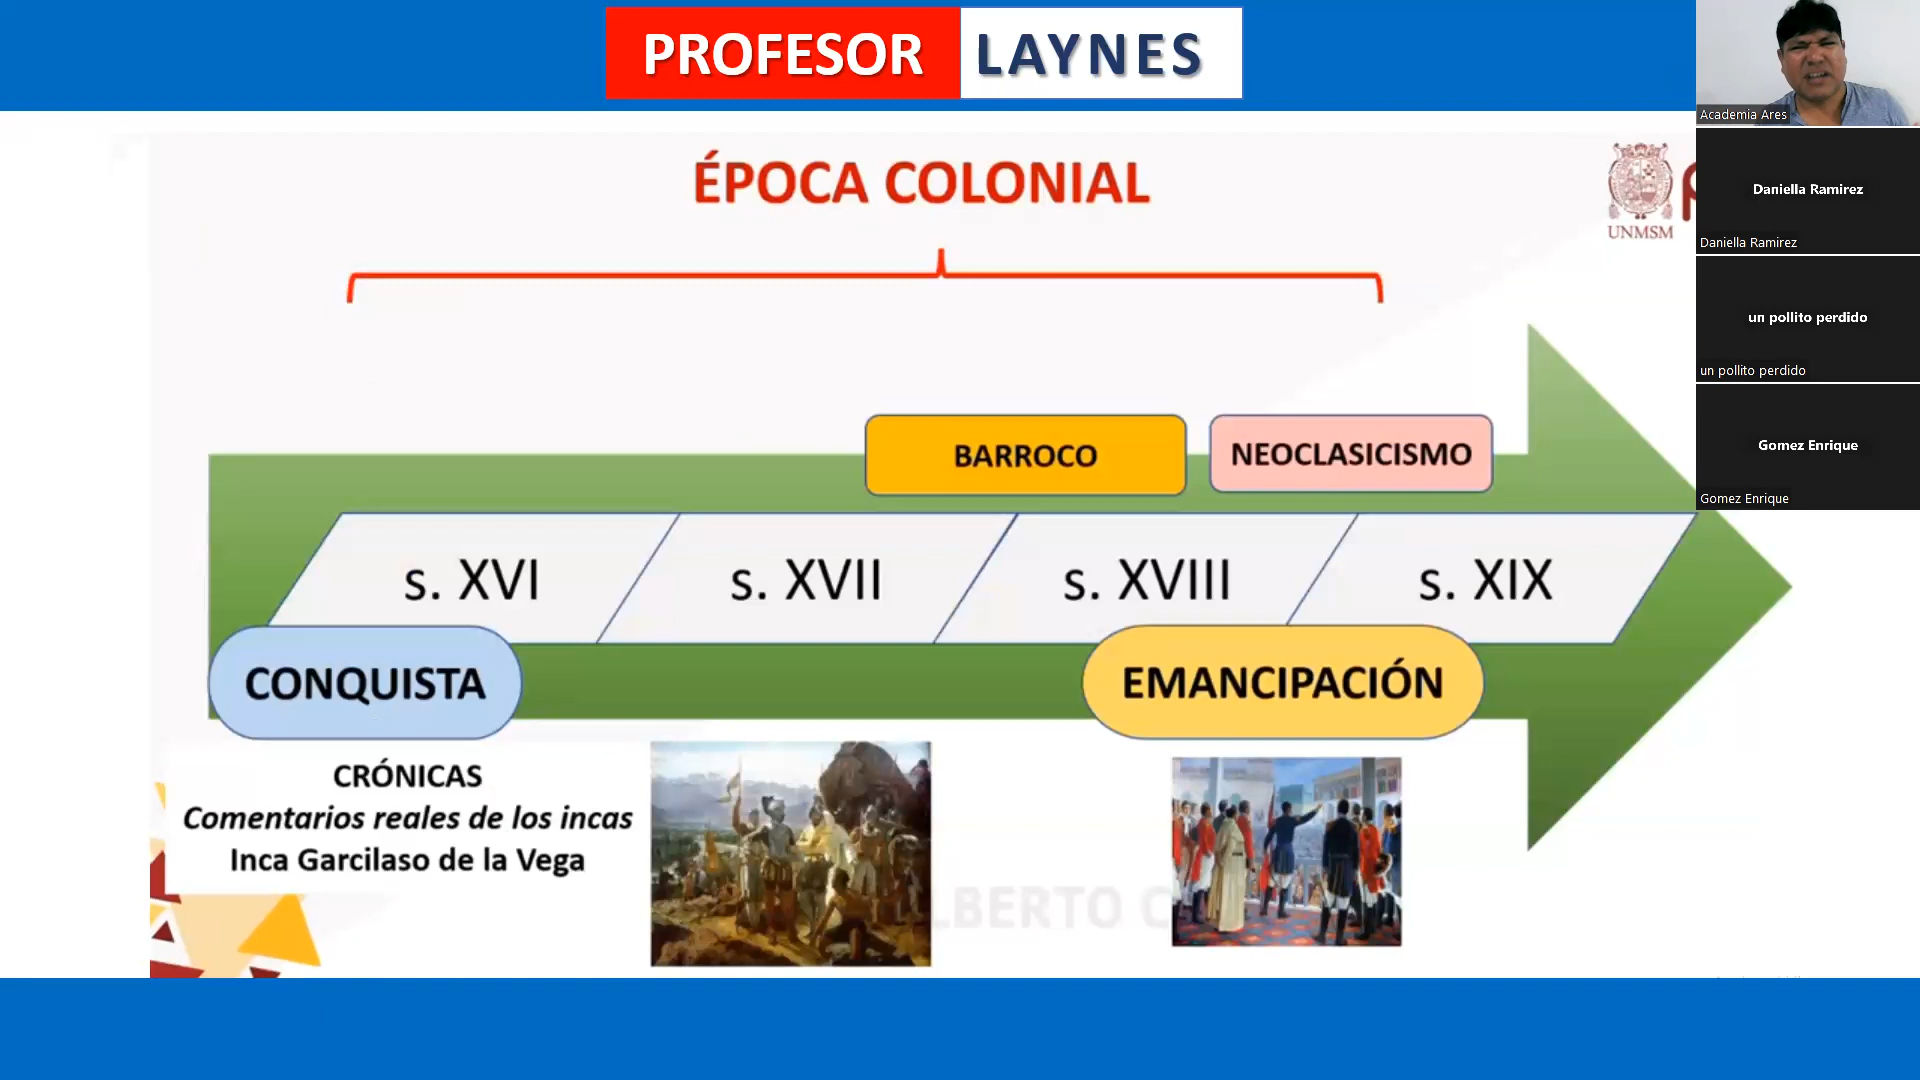 PROFESOR LAYNES
ÉPOCA COLONIAL
UNMSM
BARROCO
NEOCLASICISMO
s. XVI
s. XVII
s. XVIII
s. XIX
CONQUISTA
EMANCIPACIÓN
CRÓNICAS
Comentarios reales de los incas
Inca Garcilaso de la Vega
Academia Ares
Daniella Ramirez
Daniella Ramirez
un pollito perdido
un pollito perdido
Gomez Enrique
Gomez Enrique